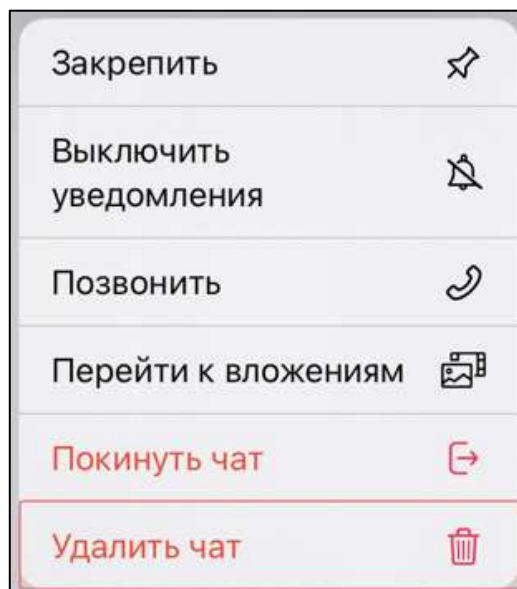 Закрепить
Выключить
уведомления
Позвонить
Перейти к вложениям
Покинуть чат
Удалить чат